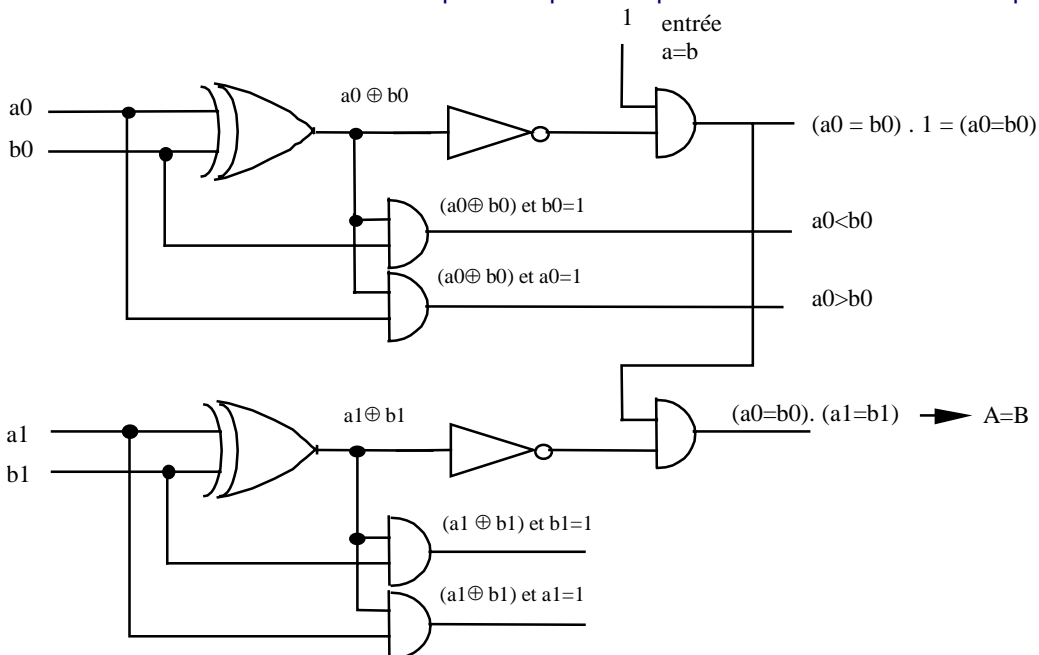 1
entrée
a=b
a0
b0
a0 ⊕ b0
(a0 = b0) . 1 = (a0=b0)
(a0⊕ b0) et b0=1
a0<b0
(a0⊕ b0) et a0=1
a0>b0
a1
b1
a1⊕ b1
(a0=b0). (a1=b1)
A=B
(a1 ⊕ b1) et b1=1
(a1⊕ b1) et a1=1